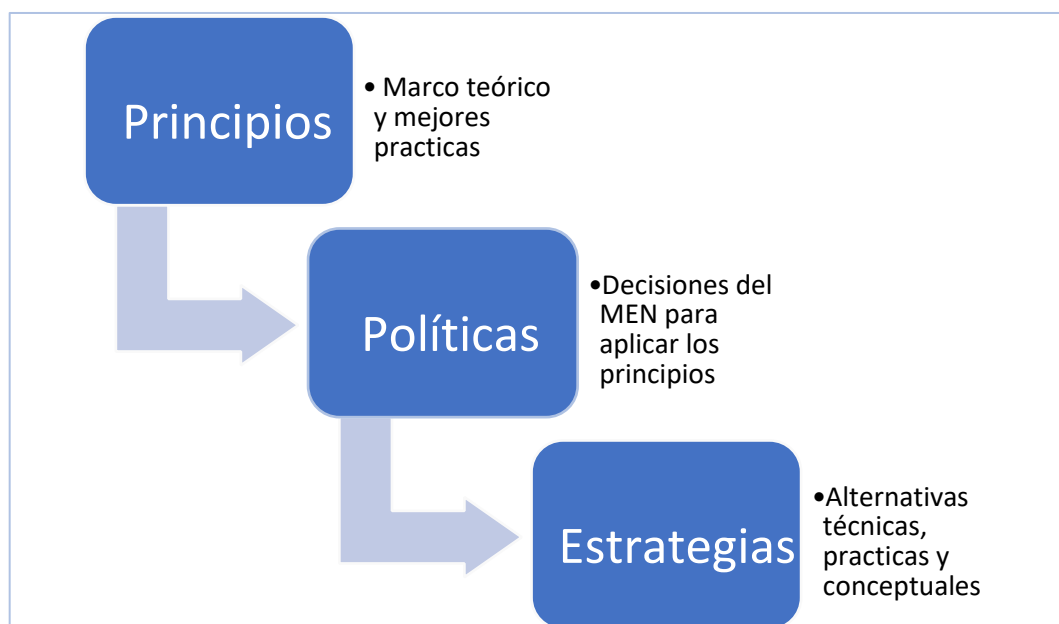 Principios
• Marco teórico
y mejores
practicas
Políticas
•Decisiones del
MEN para
aplicar los
principios
Estrategias
•Alternativas
técnicas,
practicas y
conceptuales